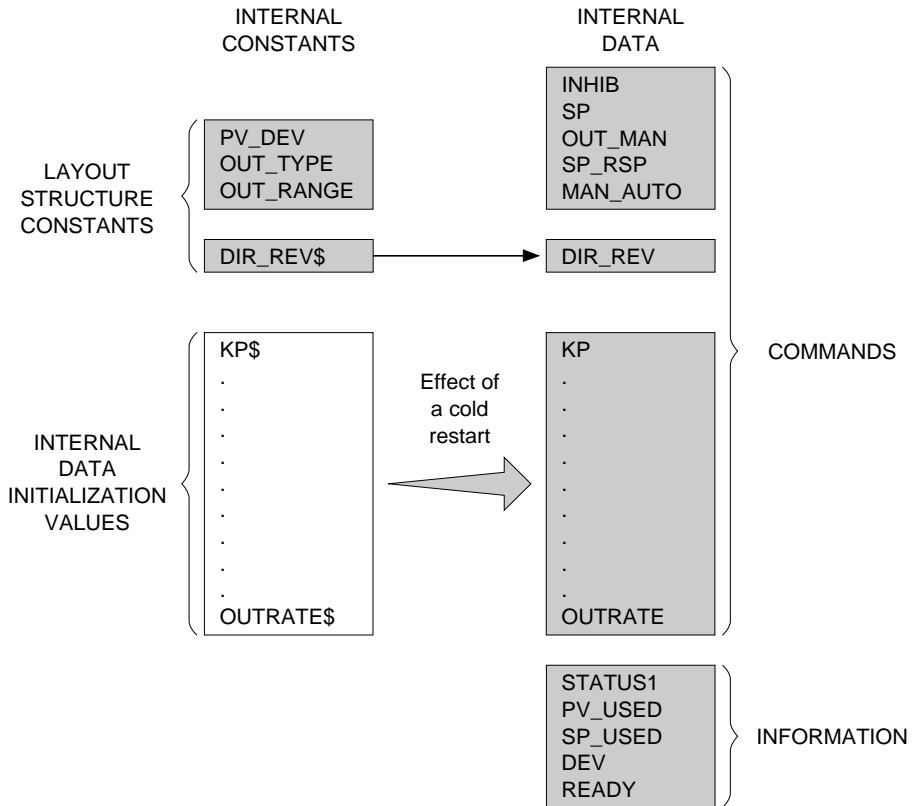 INTERNAL
CONSTANTS
INTERNAL
DATA
LAYOUT
STRUCTURE
CONSTANTS
PV_DEV
OUT_TYPE
OUT_RANGE
DIR_REV$
INHIB
SP
OUT_MAN
SP_RSP
MAN_AUTO
DIR_REV
INTERNAL
DATA
INITIALIZATION
VALUES
KP$
.
.
.
.
.
.
.
.
.
OUTRATE$
Effect of
a cold
restart
KP
.
.
.
.
.
.
.
.
.
OUTRATE
COMMANDS
STATUS1
PV_USED
SP_USED
DEV
READY
INFORMATION